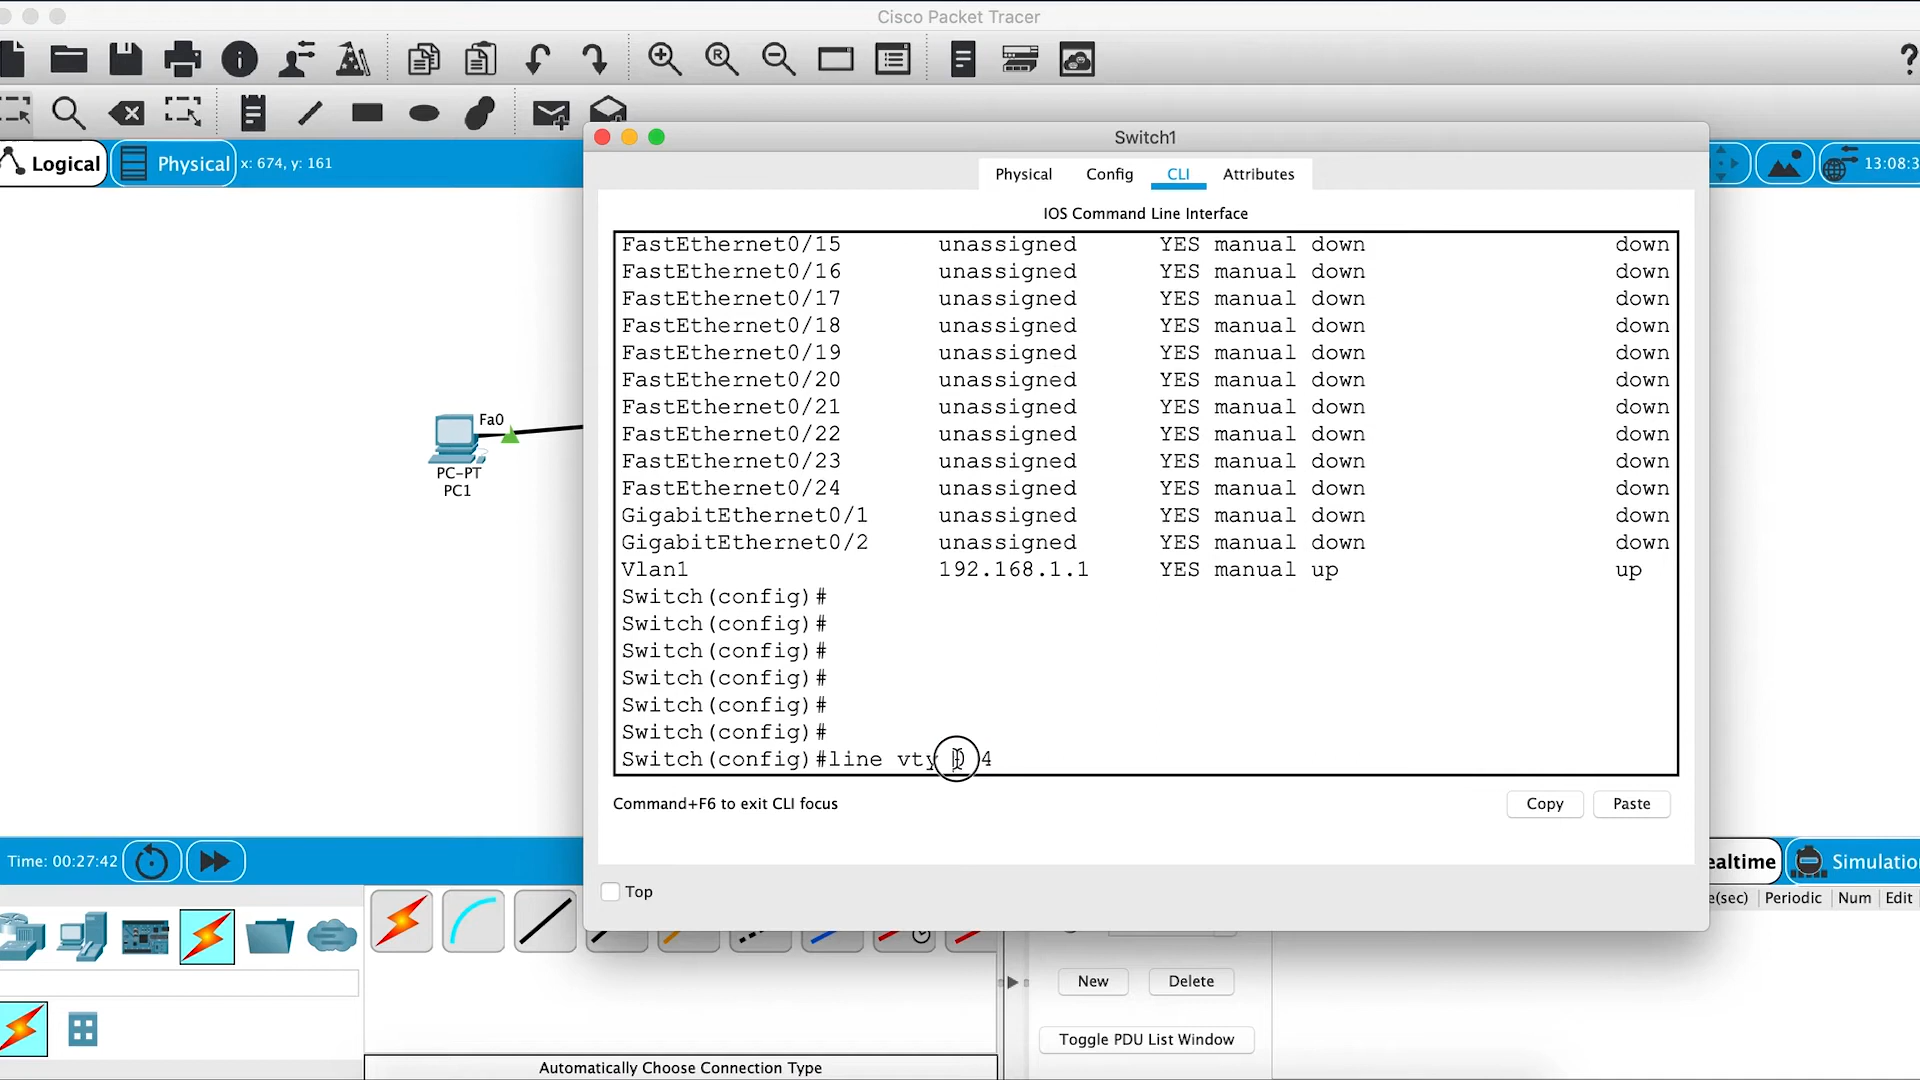 Cisco Packet Tracer
Logical
Physical
x: 674, y: 161
13:08:3
Switch1
Physical Config CLI Attributes
IOS Command Line Interface
FastEthernet0/15 unassigned YES manual down down
FastEthernet0/16 unassigned YES manual down down
FastEthernet0/17 unassigned YES manual down down
FastEthernet0/18 unassigned YES manual down down
FastEthernet0/19 unassigned YES manual down down
FastEthernet0/20 unassigned YES manual down down
FastEthernet0/21 unassigned YES manual down down
FastEthernet0/22 unassigned YES manual down down
FastEthernet0/23 unassigned YES manual down down
FastEthernet0/24 unassigned YES manual down down
GigabitEthernet0/1 unassigned YES manual down down
GigabitEthernet0/2 unassigned YES manual down down
Vlan1 192.168.1.1 YES manual up up
Switch(config)#
Switch(config)#
Switch(config)#
Switch(config)#
Switch(config)#
Switch(config)#
Switch(config)#line vty 0 4
Command+F6 to exit CLI focus
Copy
Paste
Top
Fa0
PC-PT
PC1
Time: 00:27:42
ealtime
Simulatio
e(sec) Periodic Num Edit
New
Delete
Toggle PDU List Window
Automatically Choose Connection Type